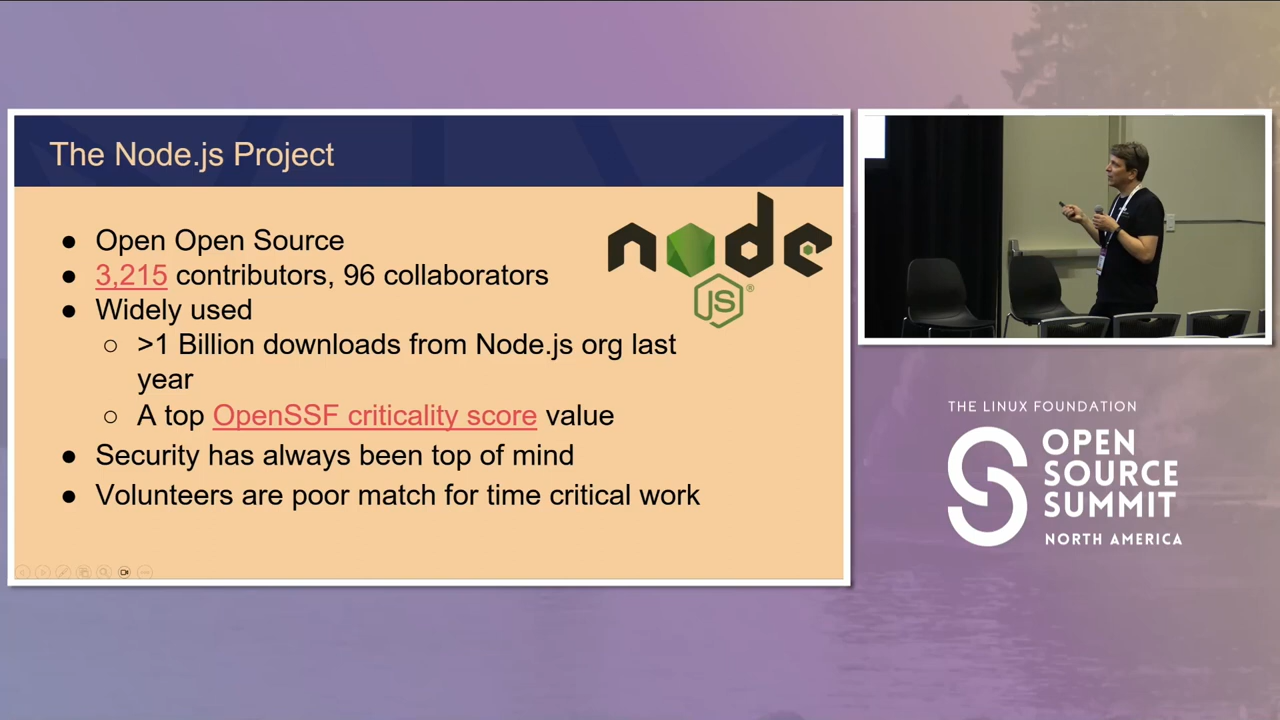 The Node.js Project
● Open Open Source
● 3,215 contributors, 96 collaborators
● Widely used
○ >1 Billion downloads from Node.js org last
year
○ A top OpenSSF criticality score value
● Security has always been top of mind
● Volunteers are poor match for time critical work
node
JS®
THE LINUX FOUNDATION
OPEN
SOURCE
SUMMIT
NORTH AMERICA